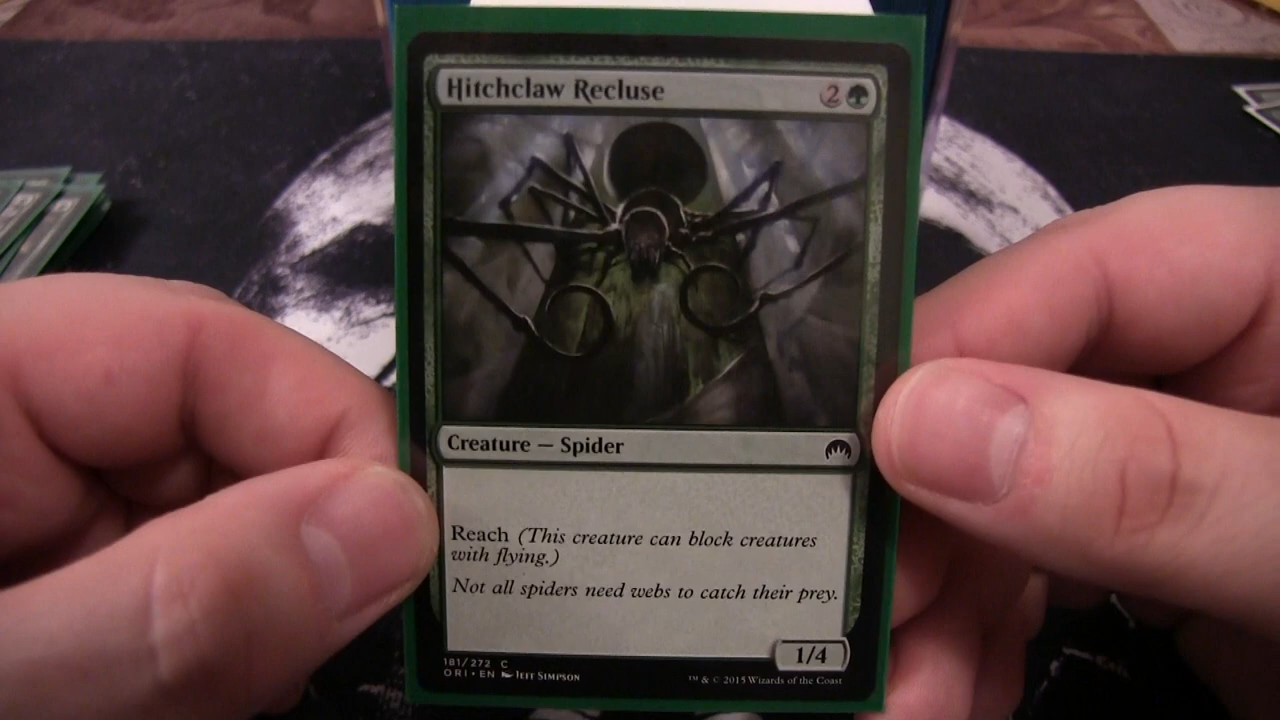 Hitchclaw Recluse 2
Creature — Spider
Reach (This creature can block creatures
with flying.)
Not all spiders need webs to catch their prey.
1/4
181/272 C
ORI • EN Jeff Simpson
™ & © 2015 Wizards of the Coast